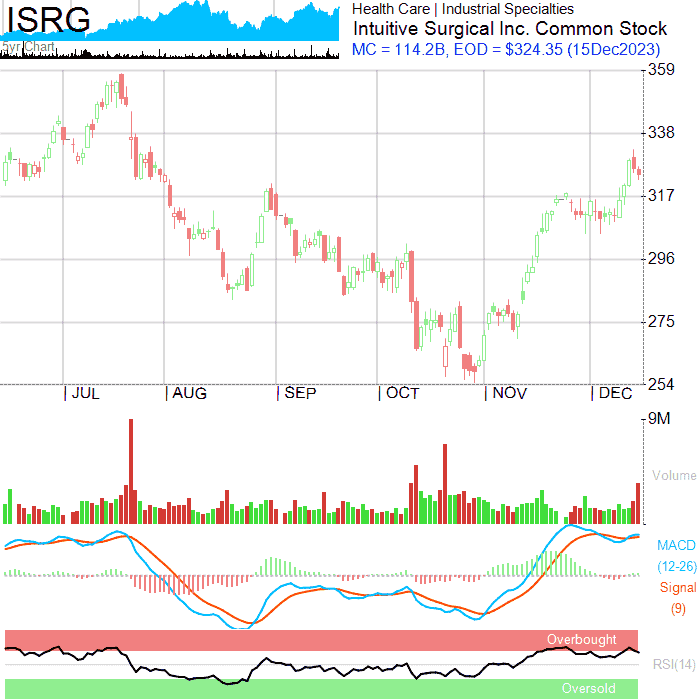 ISRG
5yr Chart
Health Care | Industrial Specialties
Intuitive Surgical Inc. Common Stock
MC = 114.2B, EOD = $324.35 (15Dec2023)
359
338
317
296
275
254
| JUL | AUG | SEP | OCT | NOV | DEC
9M
Volume
MACD
(12-26)
Signal
(9)
Overbought
RSI(14)
Oversold